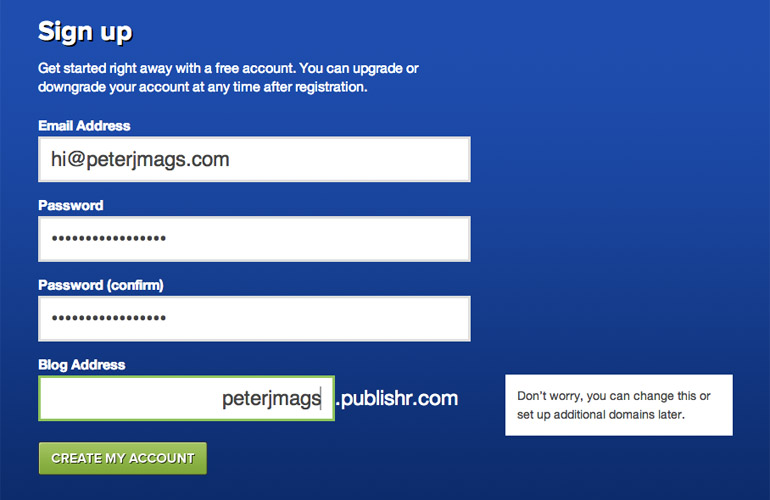 Sign up
Get started right away with a free account. You can upgrade or
downgrade your account at any time after registration.
Email Address
hi@peterjmags.com
Password
•••••••••••••••••
Password (confirm)
•••••••••••••••••
Blog Address
peterjmags.publishr.com
Don’t worry, you can change this or
set up additional domains later.
CREATE MY ACCOUNT